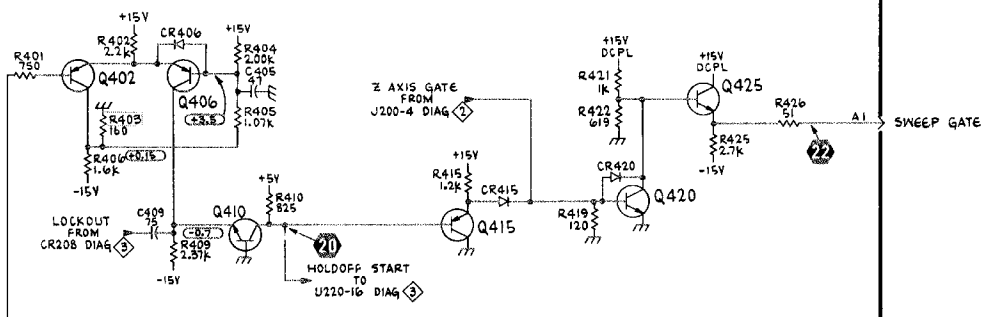 +15V
R402
2.2K
CR406
+15V
R404
2.00K
C405
47
R401
750
Q402
Q406
+3.5
R403
160
R405
1.07K
R406
1.6K
+0.15
-15V
LOCKOUT
FROM
CR208 DIAG 3
C409
75
Q410
-0.7
R409
2.37K
-15V
+5V
R410
825
20
HOLDOFF START
TO
U220-16 DIAG 3
Z AXIS GATE
FROM
J200-4 DIAG 2
+15V
R415
1.2K
CR415
Q415
R419
120
+15V
DCPL
R421
1K
R422
619
CR420
Q420
+15V
DCPL
Q425
R425
2.7K
-15V
R426
51
22
A1
SWEEP GATE